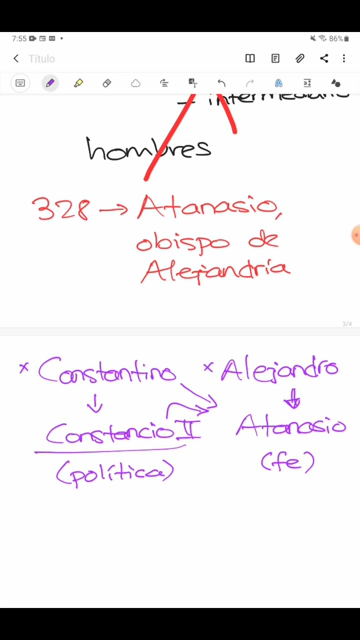 7:55 86%
Título
- intermediario
hombres
328 → Atanasio,
obispo de
Alejandría
3/4
× Constantino × Alejandro
Constancio II Atanasio
(política) (fe)